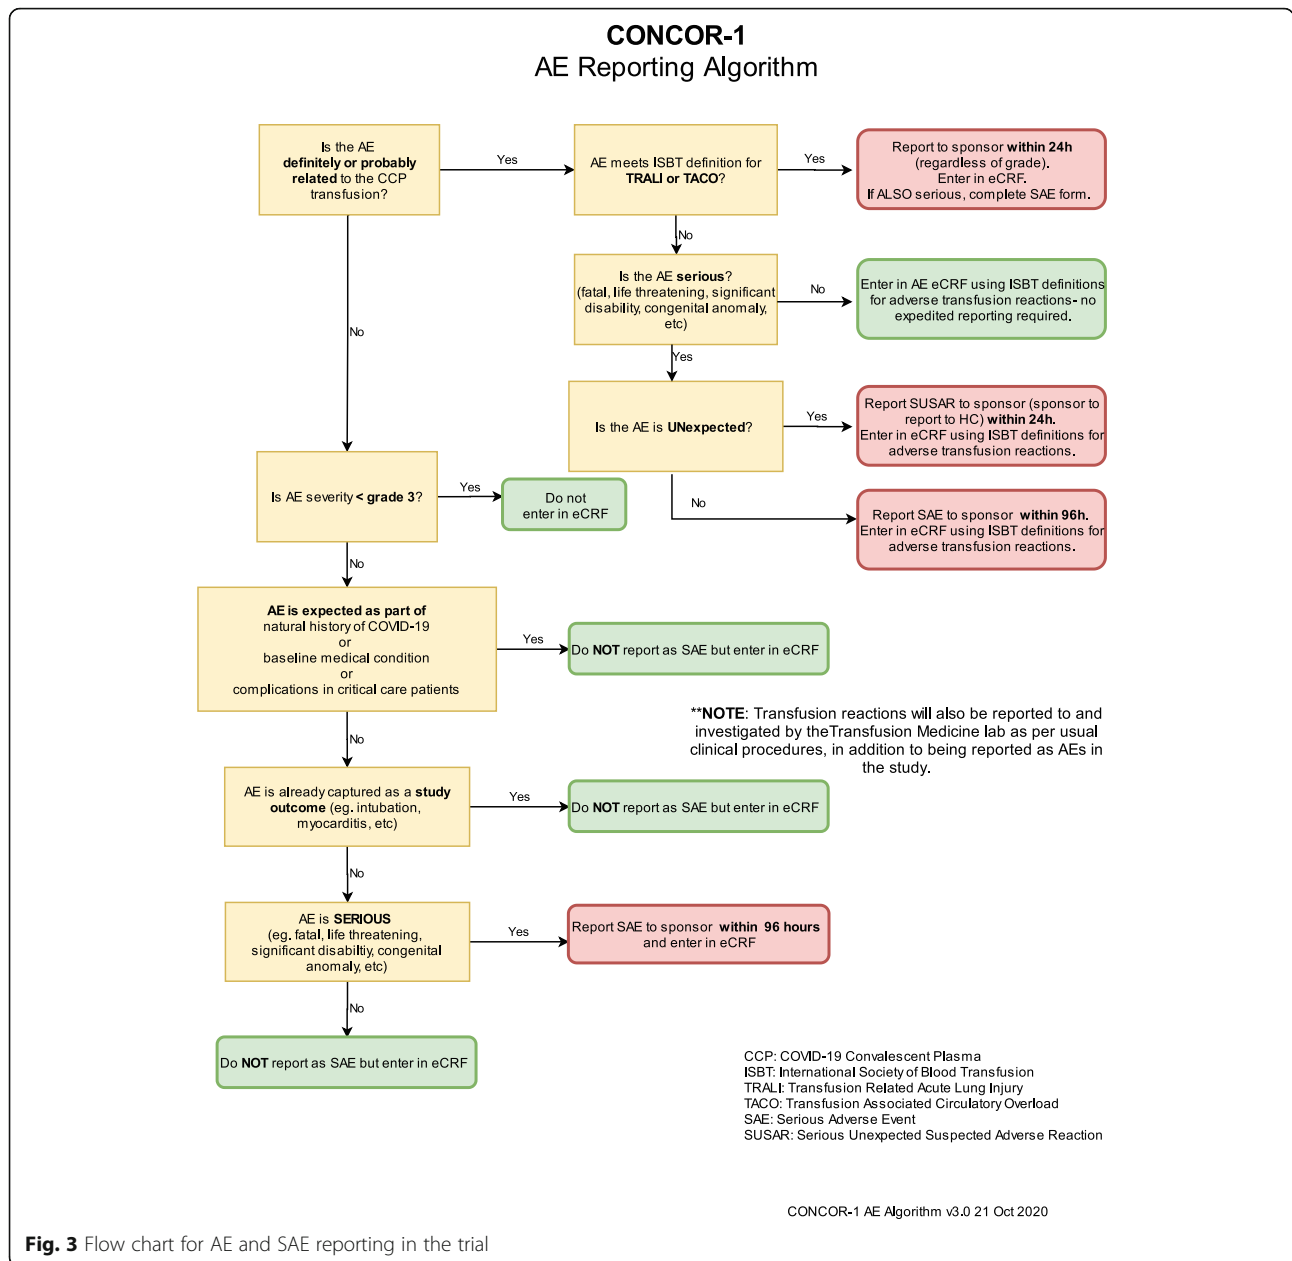 CONCOR-1
AE Reporting Algorithm
Is the AE
definitely or probably
related to the CCP
transfusion?
Yes
AE meets ISBT definition for
TRALI or TACO?
Yes
Report to sponsor within 24h
(regardless of grade).
Enter in eCRF.
If ALSO serious, complete SAE form.
No
Is the AE serious?
(fatal, life threatening, significant
disability, congenital anomaly,
etc)
No
Enter in AE eCRF using ISBT definitions
for adverse transfusion reactions- no
expedited reporting required.
No
Yes
Is the AE is UNexpected?
Yes
Report SUSAR to sponsor (sponsor to
report to HC) within 24h.
Enter in eCRF using ISBT definitions for
adverse transfusion reactions.
No
Report SAE to sponsor within 96h.
Enter in eCRF using ISBT definitions for
adverse transfusion reactions.
Is AE severity < grade 3?
Yes
Do not
enter in eCRF
No
AE is expected as part of
natural history of COVID-19
or
baseline medical condition
or
complications in critical care patients
Yes
Do NOT report as SAE but enter in eCRF
**NOTE: Transfusion reactions will also be reported to and
investigated by theTransfusion Medicine lab as per usual
clinical procedures, in addition to being reported as AEs in
the study.
No
AE is already captured as a study
outcome (eg. intubation,
myocarditis, etc)
Yes
Do NOT report as SAE but enter in eCRF
No
AE is SERIOUS
(eg. fatal, life threatening,
significant disabiltiy, congenital
anomaly, etc)
Yes
Report SAE to sponsor within 96 hours
and enter in eCRF
No
Do NOT report as SAE but enter in eCRF
CCP: COVID-19 Convalescent Plasma
ISBT: International Society of Blood Transfusion
TRALI: Transfusion Related Acute Lung Injury
TACO: Transfusion Associated Circulatory Overload
SAE: Serious Adverse Event
SUSAR: Serious Unexpected Suspected Adverse Reaction
CONCOR-1 AE Algorithm v3.0 21 Oct 2020
Fig. 3 Flow chart for AE and SAE reporting in the trial